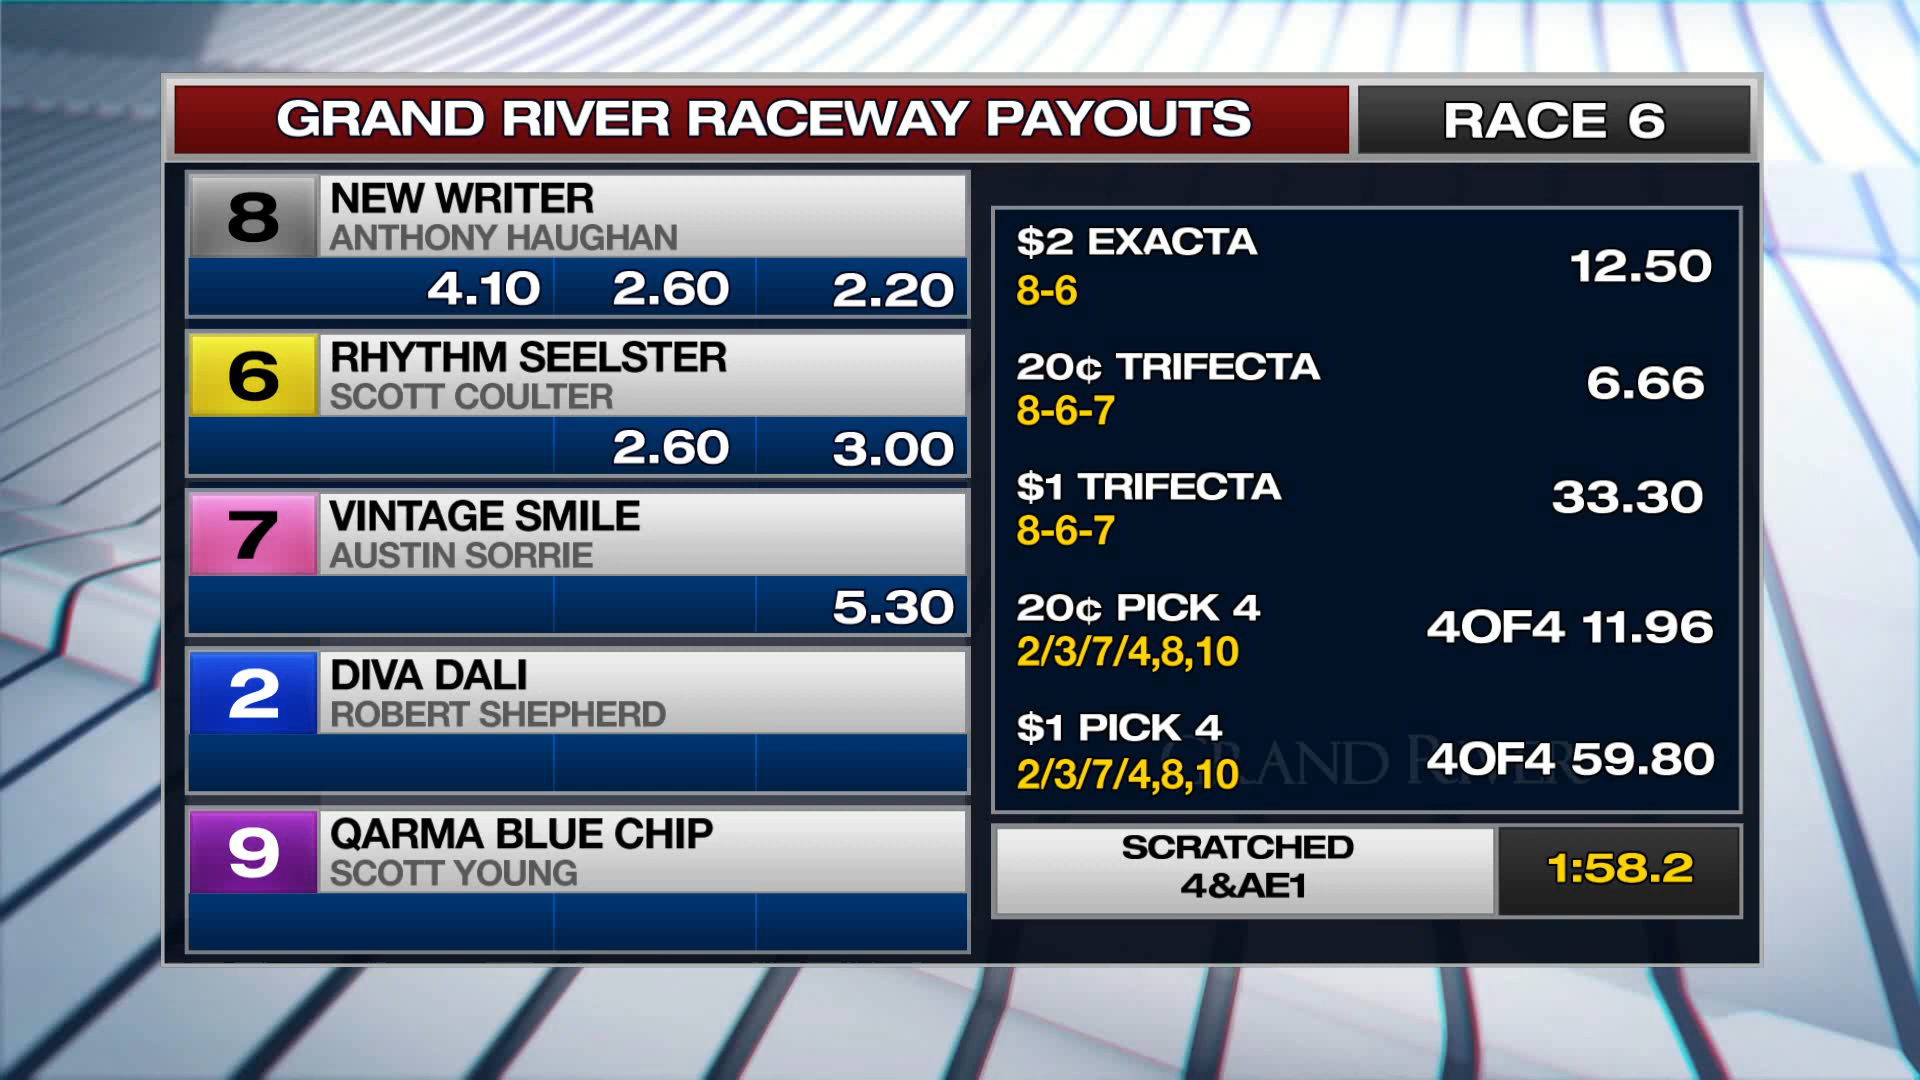 GRAND RIVER RACEWAY PAYOUTS
RACE 6
8
NEW WRITER
ANTHONY HAUGHAN
4.10 2.60 2.20
6
RHYTHM SEELSTER
SCOTT COULTER
2.60 3.00
7
VINTAGE SMILE
AUSTIN SORRIE
5.30
2
DIVA DALI
ROBERT SHEPHERD
9
QARMA BLUE CHIP
SCOTT YOUNG
$2 EXACTA
8-6
12.50
20¢ TRIFECTA
8-6-7
6.66
$1 TRIFECTA
8-6-7
33.30
20¢ PICK 4
2/3/7/4,8,10
4OF4 11.96
$1 PICK 4
2/3/7/4,8,10
4OF4 59.80
GRAND RIVER
SCRATCHED
4&AE1
1:58.2